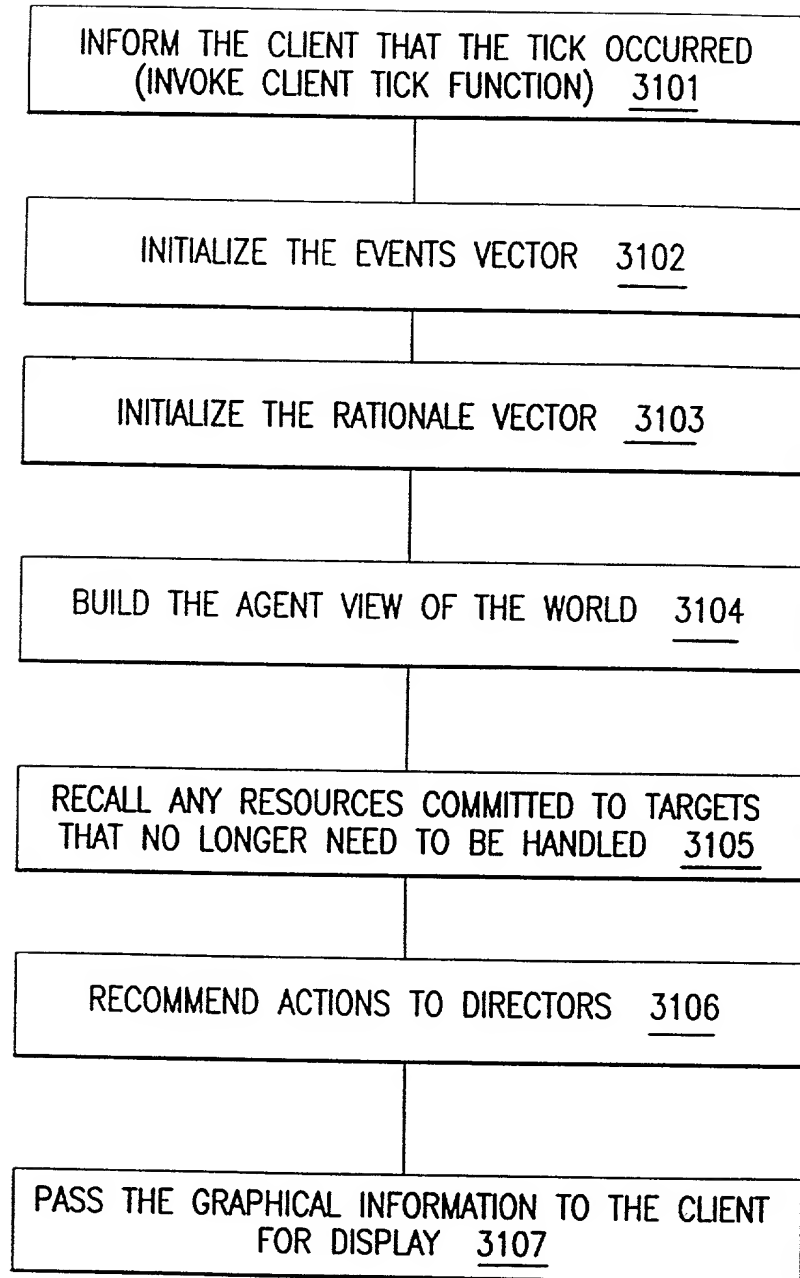 INFORM THE CLIENT THAT THE TICK OCCURRED
(INVOKE CLIENT TICK FUNCTION) 3101
INITIALIZE THE EVENTS VECTOR 3102
INITIALIZE THE RATIONALE VECTOR 3103
BUILD THE AGENT VIEW OF THE WORLD 3104
RECALL ANY RESOURCES COMMITTED TO TARGETS
THAT NO LONGER NEED TO BE HANDLED 3105
RECOMMEND ACTIONS TO DIRECTORS 3106
PASS THE GRAPHICAL INFORMATION TO THE CLIENT
FOR DISPLAY 3107